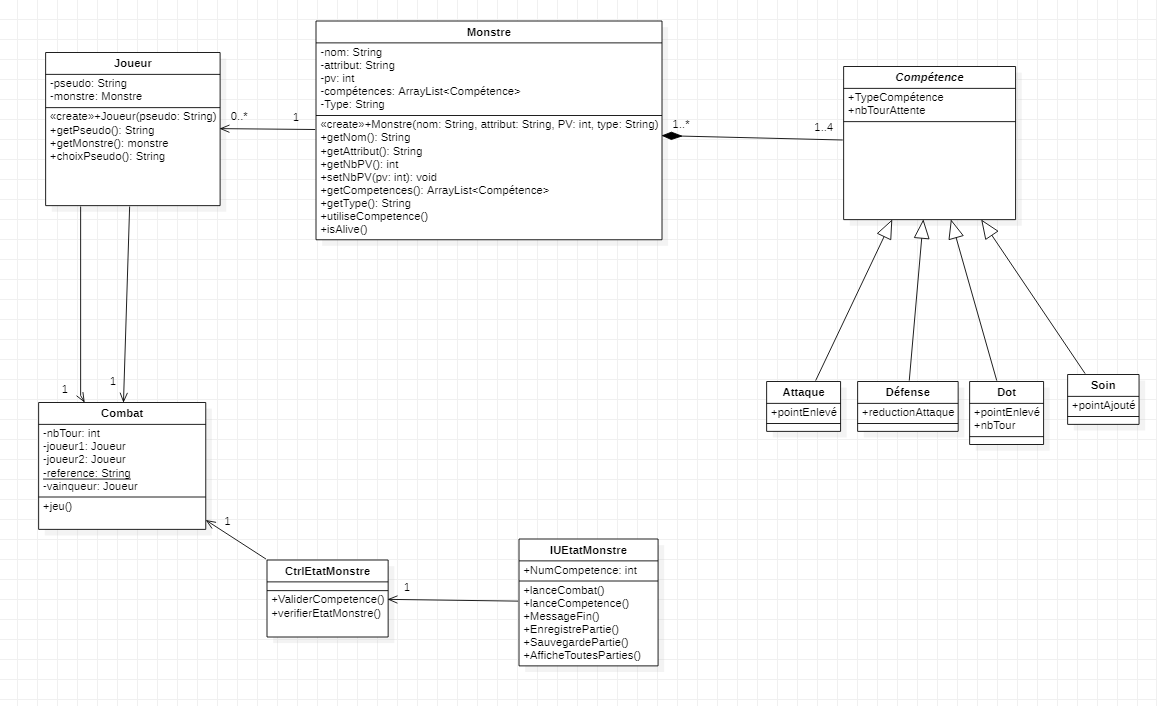 Joueur
-pseudo: String
-monstre: Monstre
«create»+Joueur(pseudo: String)
+getPseudo(): String
+getMonstre(): monstre
+choixPseudo(): String
0..*
1
Monstre
-nom: String
-attribut: String
-pv: int
-compétences: ArrayList<Compétence>
-Type: String
«create»+Monstre(nom: String, attribut: String, PV: int, type: String)
+getNom(): String
+getAttribut(): String
+getNbPV(): int
+setNbPV(pv: int): void
+getCompetences(): ArrayList<Compétence>
+getType(): String
+utiliseCompetence()
+isAlive()
1..*
1..4
Compétence
+TypeCompétence
+nbTourAttente
Attaque
+pointEnlevé
Défense
+reductionAttaque
Dot
+pointEnlevé
+nbTour
Soin
+pointAjouté
1
1
Combat
-nbTour: int
-joueur1: Joueur
-joueur2: Joueur
-reference: String
-vainqueur: Joueur
+jeu()
1
CtrlEtatMonstre
+ValiderCompetence()
+verifierEtatMonstre()
1
IUEtatMonstre
+NumCompetence: int
+lanceCombat()
+lanceCompetence()
+MessageFin()
+EnregistrePartie()
+SauvegardePartie()
+AfficheToutesParties()